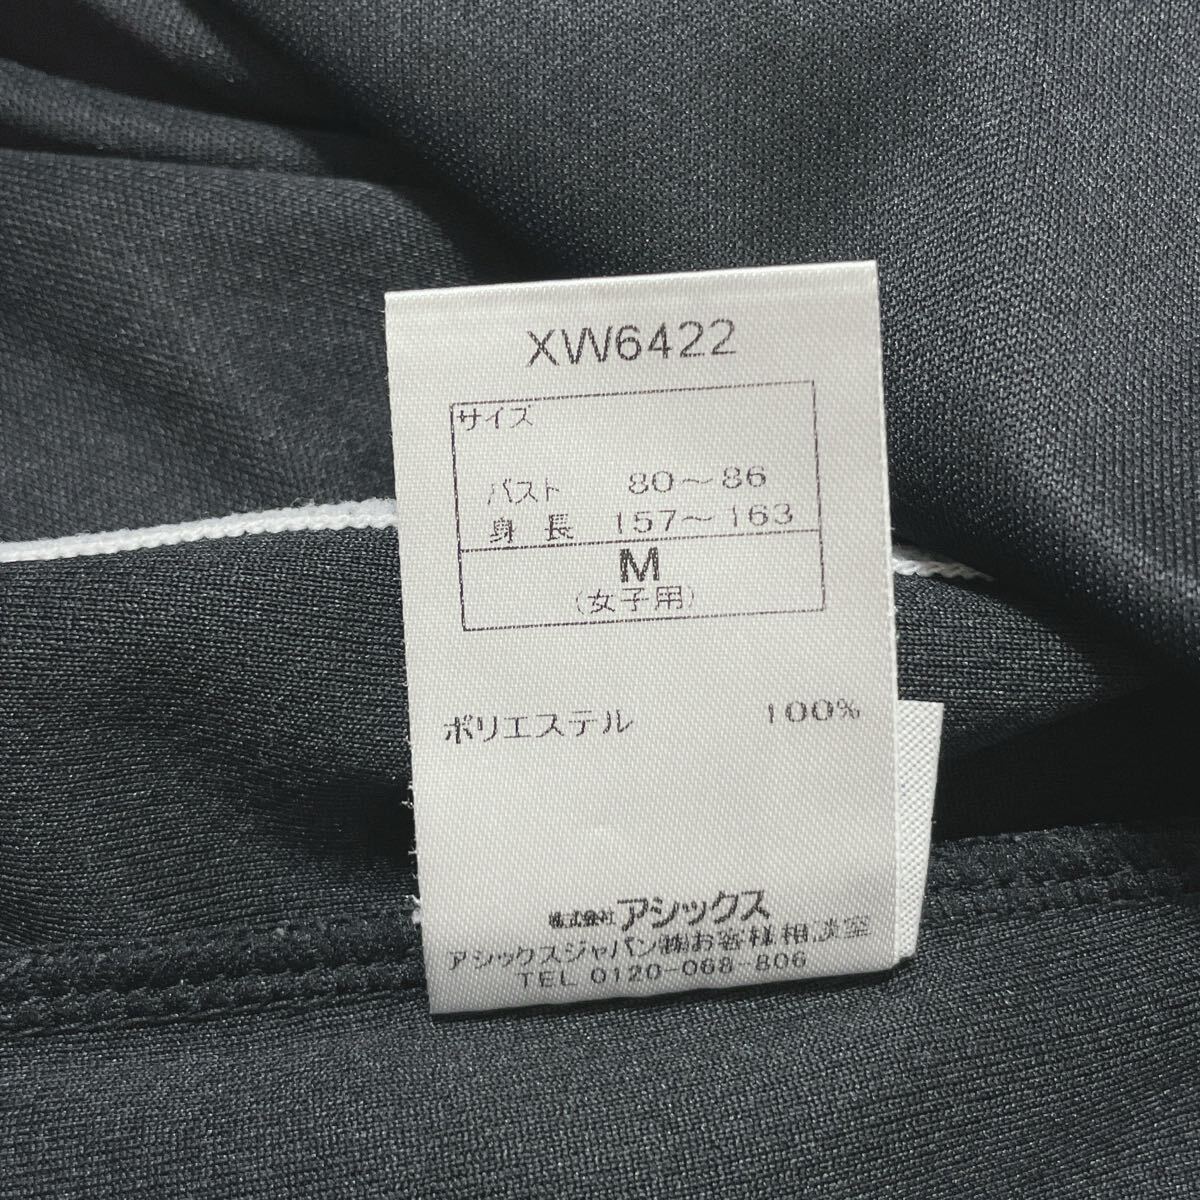 XW6422
サイズ
バスト 80～86
身長 157～163
M
(女子用)
ポリエステル 100%
株式会社アシックス
アシックスジャパン㈱お客様相談室
TEL 0120-068-806